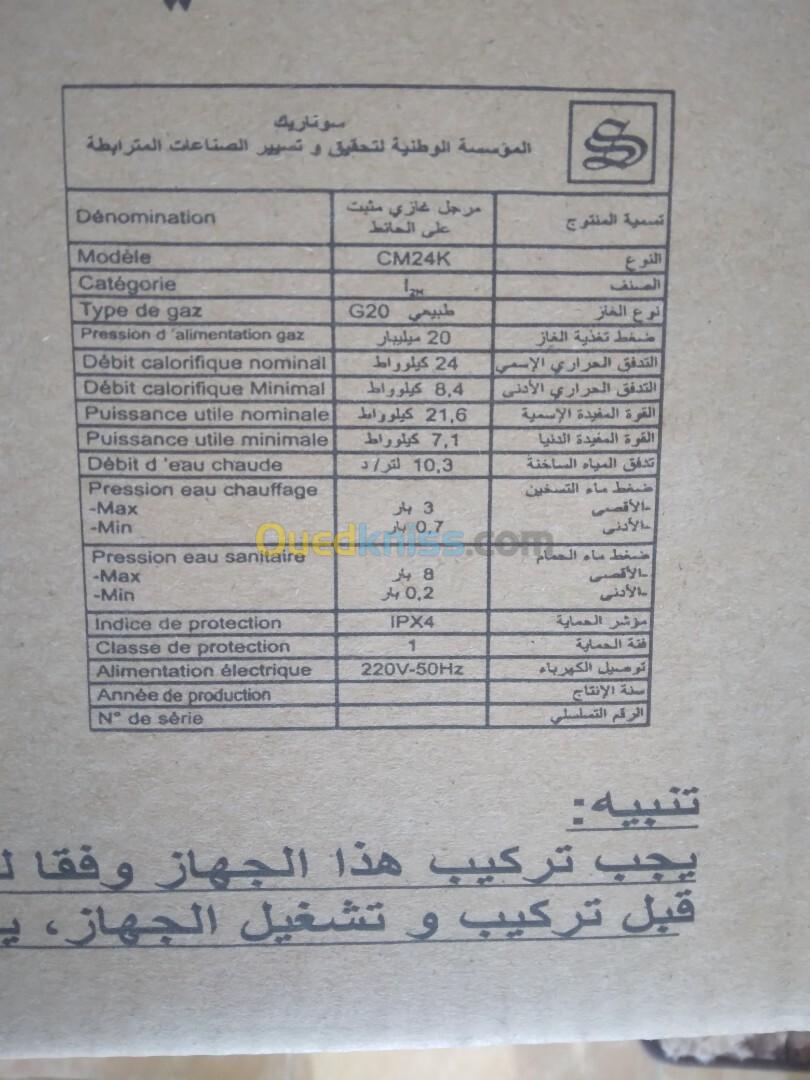 سوناريك
المؤسسة الوطنية لتحقيق و تسيير الصناعات المترابطة
S
Dénomination مرجل غازي مثبت على الحائط تسمية المنتوج
Modèle CM24K النوع
Catégorie I2H الصنف
Type de gaz G20 طبيعي نوع الغاز
Pression d 'alimentation gaz 20 ميليبار ضغط تغذية الغاز
Débit calorifique nominal 24 كيلوواط التدفق الحراري الإسمي
Débit calorifique Minimal 8,4 كيلوواط التدفق الحراري الأدنى
Puissance utile nominale 21,6 كيلوواط القوة المفيدة الإسمية
Puissance utile minimale 7,1 كيلوواط القوة المفيدة الدنيا
Débit d 'eau chaude 10,3 لتر/د تدفق المياه الساخنة
Pression eau chauffage ضغط ماء التسخين
-Max 3 بار -الأقصى
-Min 0,7 بار -الأدنى
Ouedkniss.com
Pression eau sanitaire ضغط ماء الحمام
-Max 8 بار -الأقصى
-Min 0,2 بار -الأدنى
Indice de protection IPX4 مؤشر الحماية
Classe de protection 1 فئة الحماية
Alimentation électrique 220V-50Hz توصيل الكهرباء
Année de production سنة الإنتاج
N° de série الرقم التسلسلي
تنبيه:
يجب تركيب هذا الجهاز وفقا
قبل تركيب و تشغيل الجهاز،